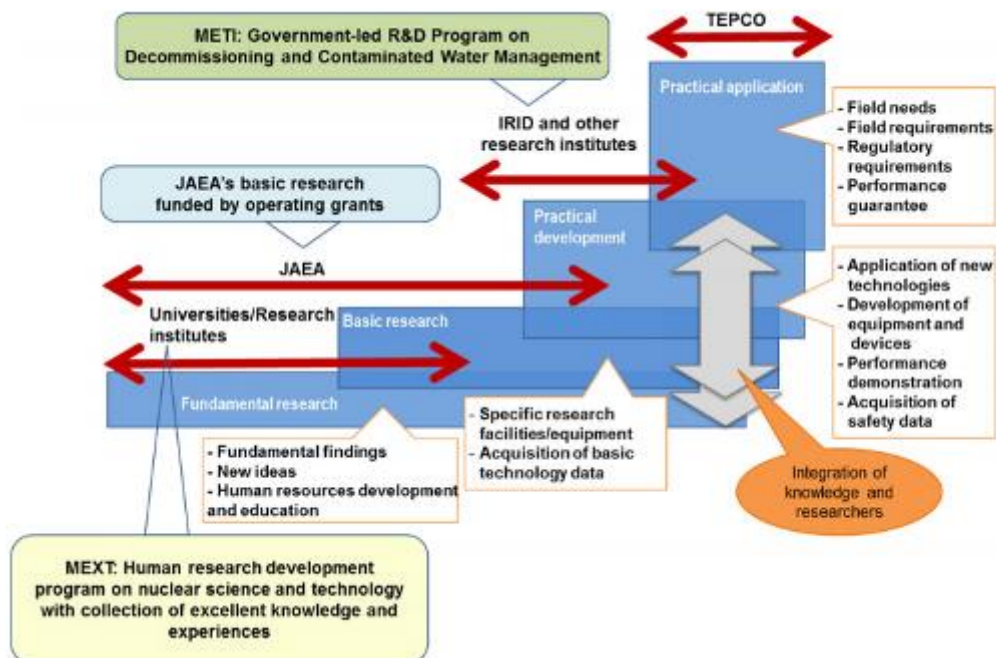 TEPCO
METI: Government-led R&D Program on
Decommissioning and Contaminated Water Management
Practical application
- Field needs
- Field requirements
- Regulatory
requirements
- Performance
guarantee
IRID and other
research institutes
JAEA's basic research
funded by operating grants
Practical
development
JAEA
- Application of new
technologies
- Development of
equipment and
devices
- Performance
demonstration
- Acquisition of
safety data
Universities/Research
institutes
Basic research
Fundamental research
- Specific research
facilities/equipment
- Acquisition of basic
technology data
- Fundamental findings
- New ideas
- Human resources development
and education
Integration of
knowledge and
researchers
MEXT: Human research development
program on nuclear science and technology
with collection of excellent knowledge and
experiences